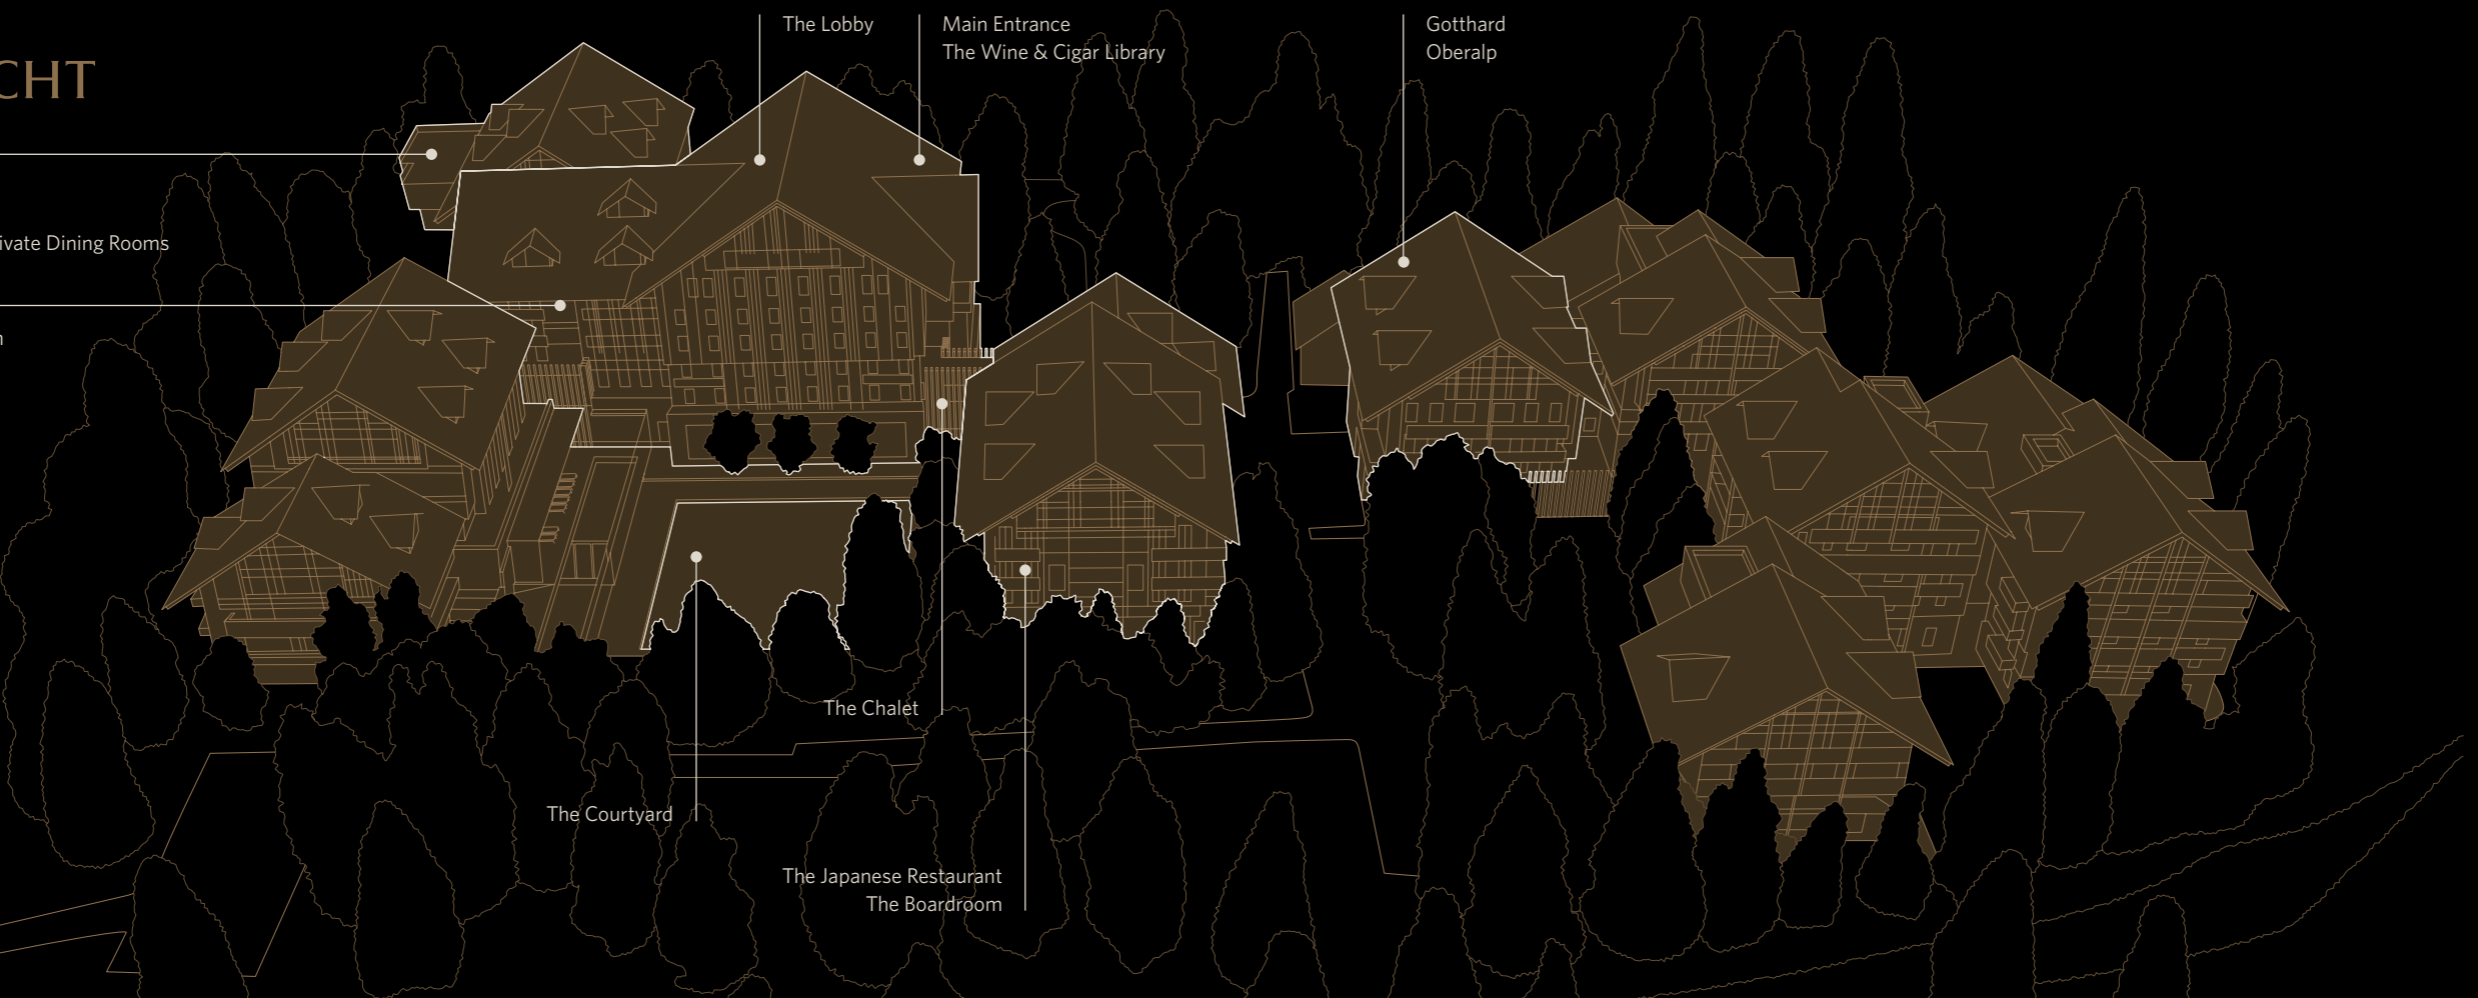 CHT
The Lobby
Main Entrance
The Wine & Cigar Library
Gotthard
Oberalp
ivate Dining Rooms
The Chalet
The Courtyard
The Japanese Restaurant
The Boardroom